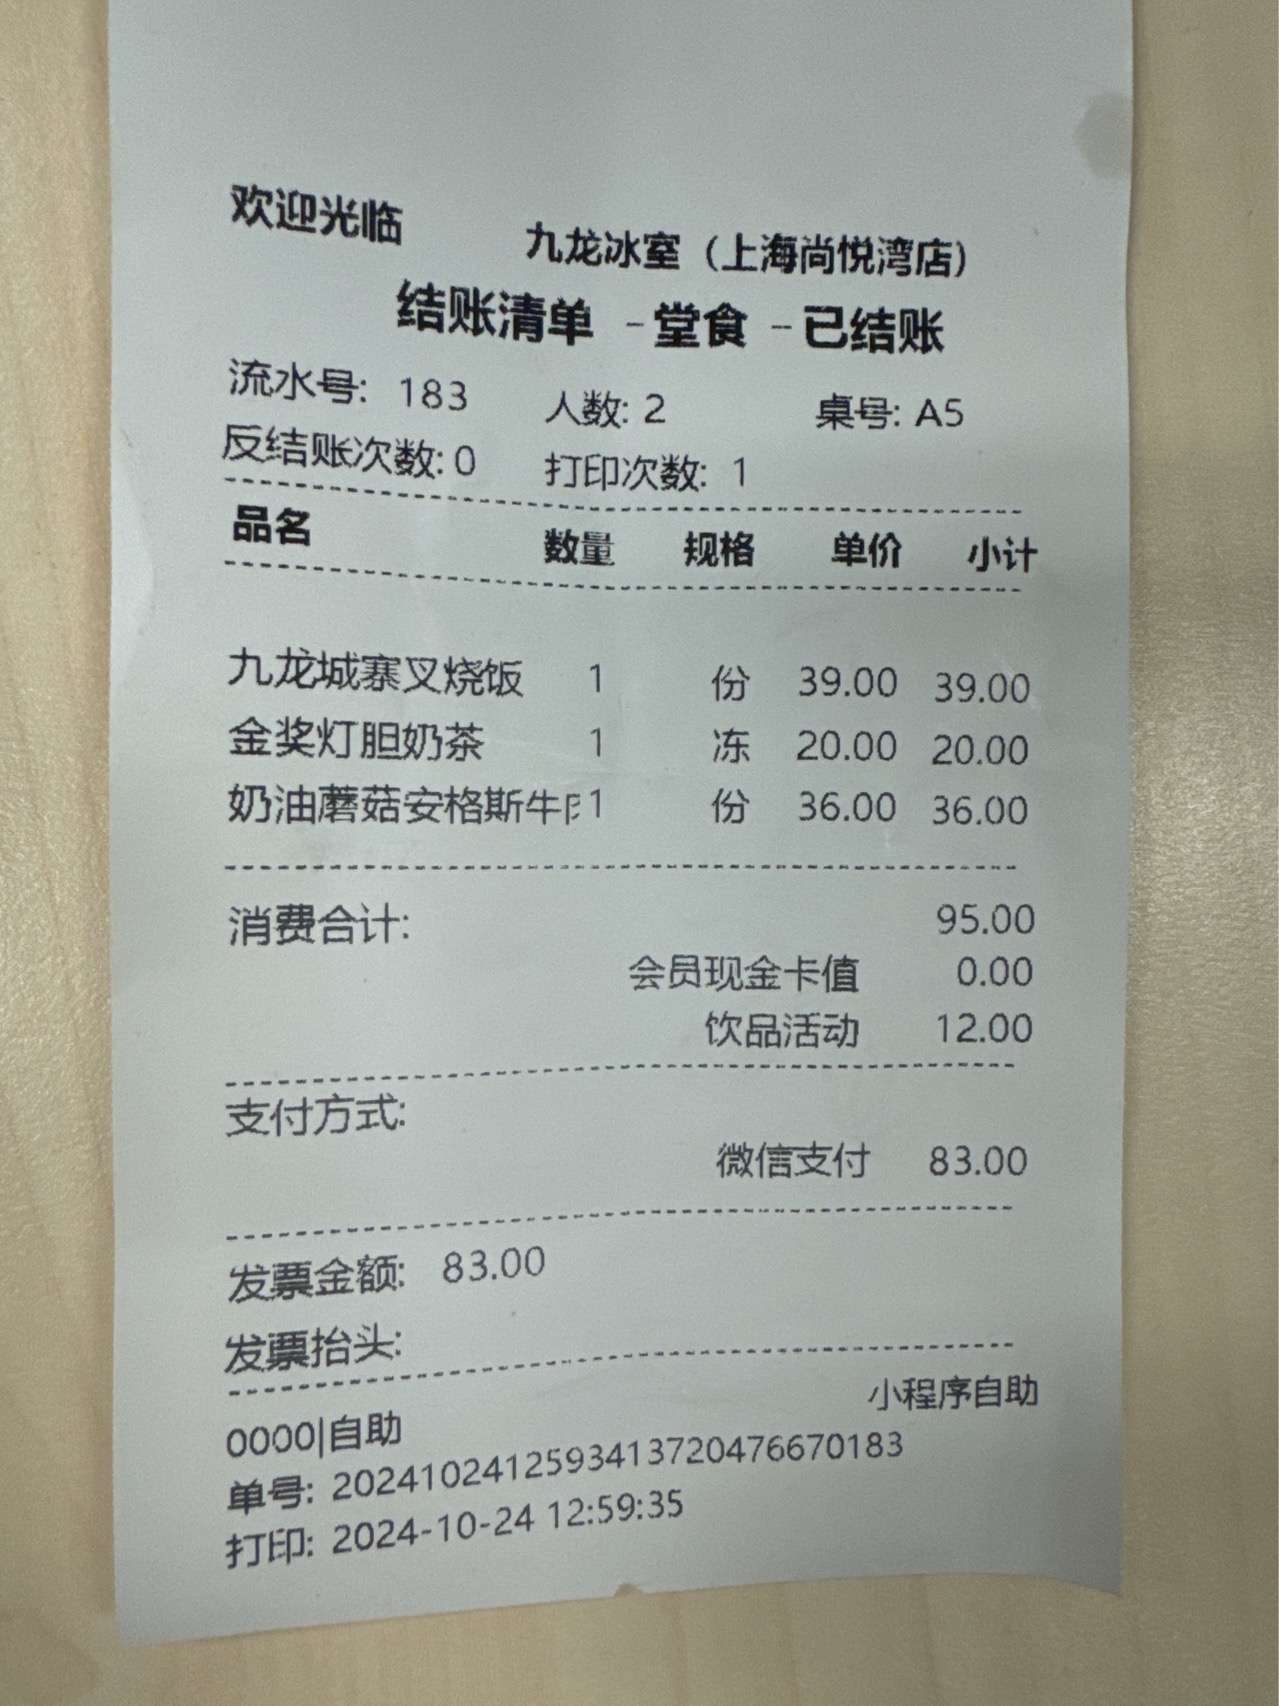 欢迎光临
九龙冰室（上海尚悦湾店）
结账清单 -堂食 -已结账
流水号: 183 人数: 2 桌号: A5
反结账次数: 0 打印次数: 1
品名 数量 规格 单价 小计
九龙城寨叉烧饭 1 份 39.00 39.00
金奖灯胆奶茶 1 冻 20.00 20.00
奶油蘑菇安格斯牛 1 份 36.00 36.00
消费合计: 95.00
会员现金卡值 0.00
饮品活动 12.00
支付方式:
微信支付 83.00
发票金额: 83.00
发票抬头:
小程序自助
0000|自助
单号: 2024102412593413720476670183
打印: 2024-10-24 12:59:35